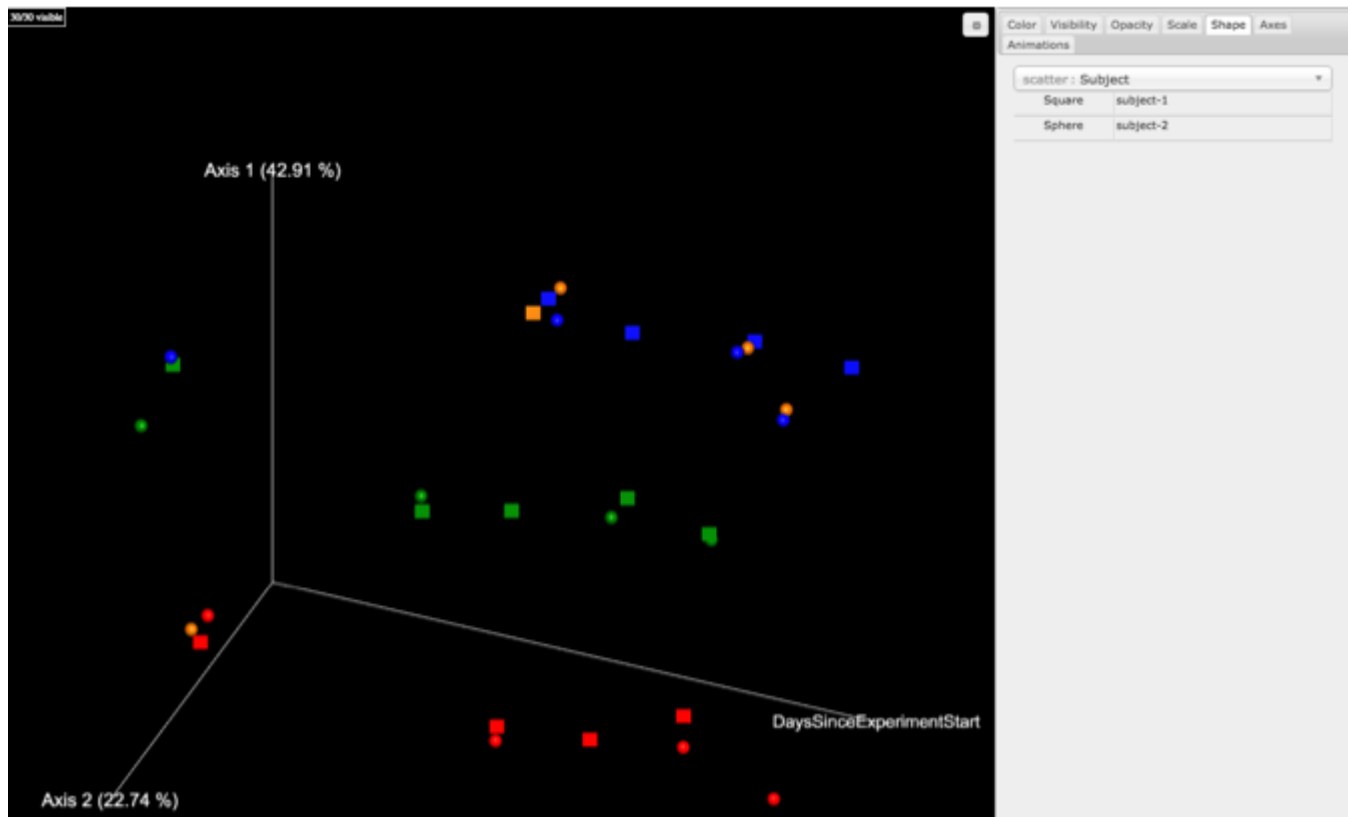 30/30 visible
Color Visibility Opacity Scale Shape Axes
Animations
scatter : Subject
Square subject-1
Sphere subject-2
Axis 1 (42.91 %)
DaysSinceExperimentStart
Axis 2 (22.74 %)